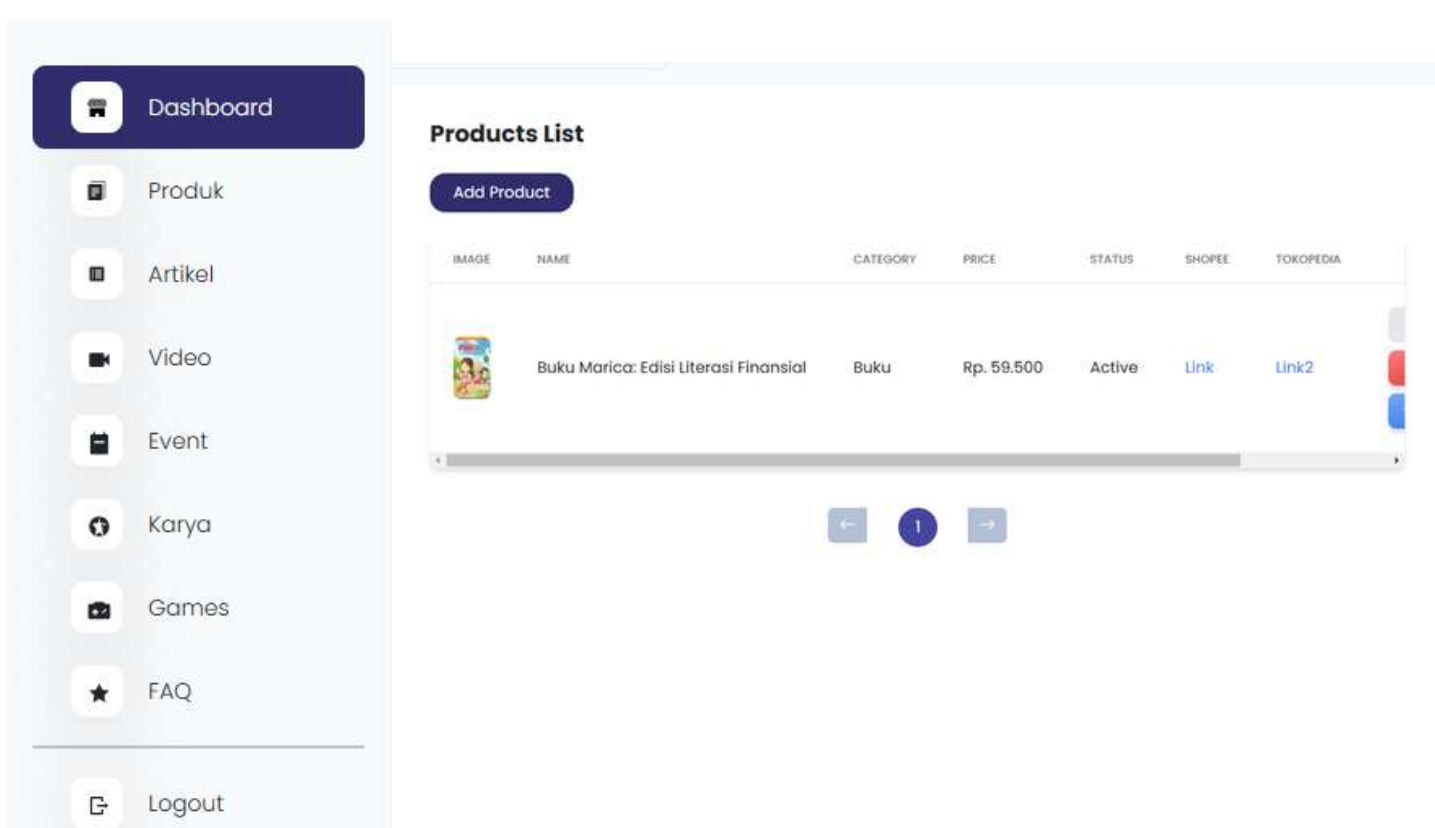 Dashboard
Produk
Artikel
Video
Event
Karya
Games
FAQ
Logout
Products List
Add Product
IMAGE NAME CATEGORY PRICE STATUS SHOPEE TOKOPEDIA
Buku Marica: Edisi Literasi Finansial Buku Rp. 59.500 Active Link Link2
1